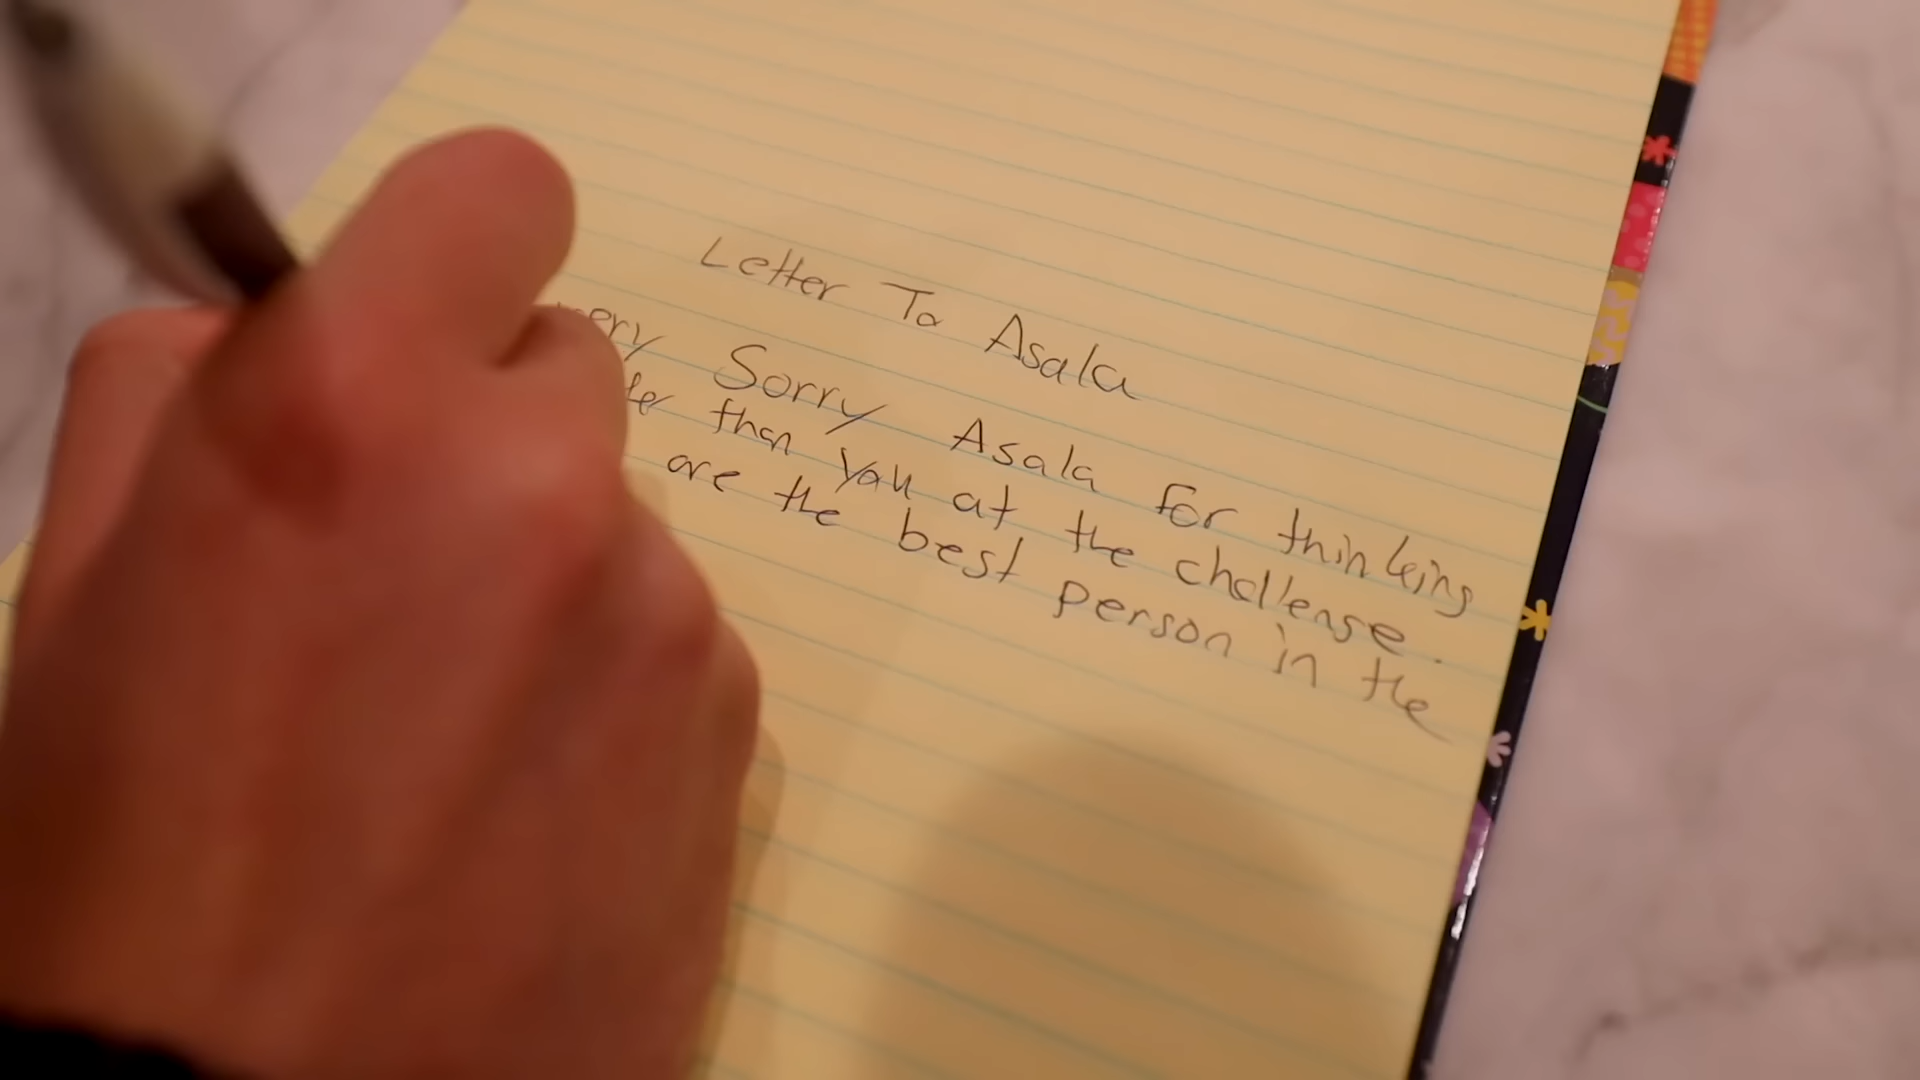 Letter To Asala
Sorry Asala for thinking
than you at the challenge.
are the best person in the